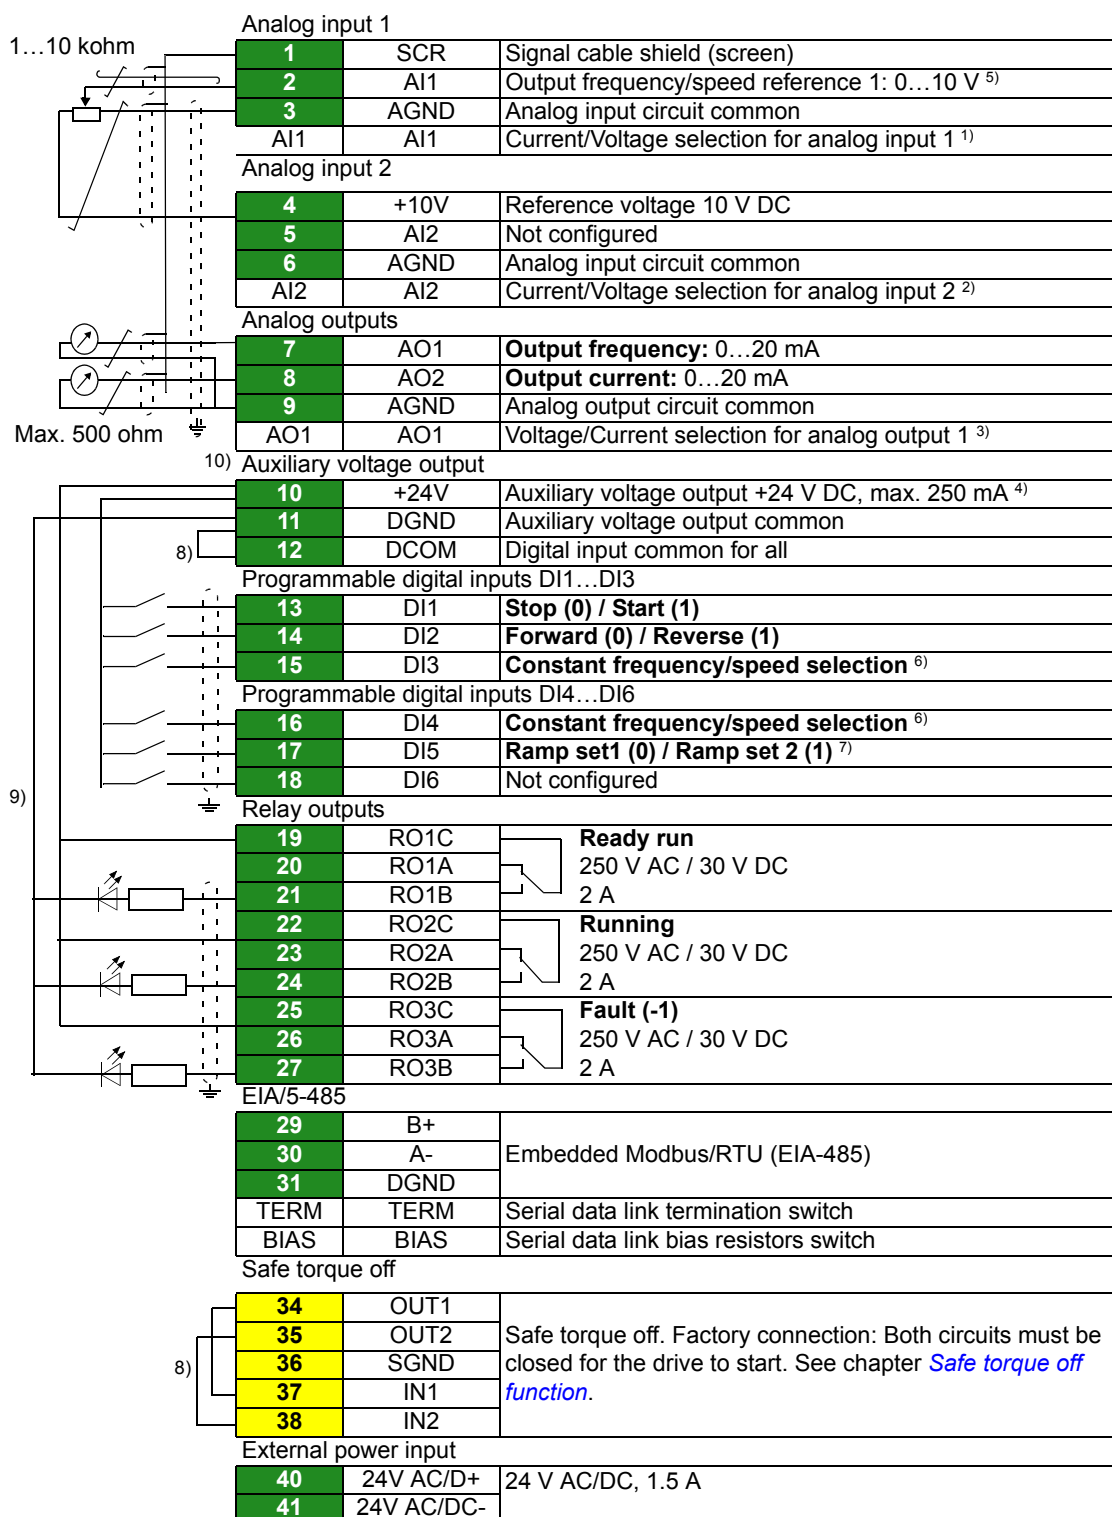 Analog input 1
1…10 kohm
1 SCR Signal cable shield (screen)
2 AI1 Output frequency/speed reference 1: 0…10 V 5)
3 AGND Analog input circuit common
AI1 AI1 Current/Voltage selection for analog input 1 1)
Analog input 2
4 +10V Reference voltage 10 V DC
5 AI2 Not configured
6 AGND Analog input circuit common
AI2 AI2 Current/Voltage selection for analog input 2 2)
Analog outputs
7 AO1 Output frequency: 0…20 mA
8 AO2 Output current: 0…20 mA
9 AGND Analog output circuit common
Max. 500 ohm
AO1 AO1 Voltage/Current selection for analog output 1 3)
10) Auxiliary voltage output
10 +24V Auxiliary voltage output +24 V DC, max. 250 mA 4)
11 DGND Auxiliary voltage output common
8) 12 DCOM Digital input common for all
Programmable digital inputs DI1…DI3
13 DI1 Stop (0) / Start (1)
14 DI2 Forward (0) / Reverse (1)
15 DI3 Constant frequency/speed selection 6)
Programmable digital inputs DI4…DI6
16 DI4 Constant frequency/speed selection 6)
17 DI5 Ramp set1 (0) / Ramp set 2 (1) 7)
18 DI6 Not configured
9)
Relay outputs
19 RO1C Ready run
20 RO1A 250 V AC / 30 V DC
21 RO1B 2 A
22 RO2C Running
23 RO2A 250 V AC / 30 V DC
24 RO2B 2 A
25 RO3C Fault (-1)
26 RO3A 250 V AC / 30 V DC
27 RO3B 2 A
EIA/5-485
29 B+
30 A- Embedded Modbus/RTU (EIA-485)
31 DGND
TERM TERM Serial data link termination switch
BIAS BIAS Serial data link bias resistors switch
Safe torque off
34 OUT1
35 OUT2 Safe torque off. Factory connection: Both circuits must be
8) 36 SGND closed for the drive to start. See chapter Safe torque off
37 IN1 function.
38 IN2
External power input
40 24V AC/D+ 24 V AC/DC, 1.5 A
41 24V AC/DC-